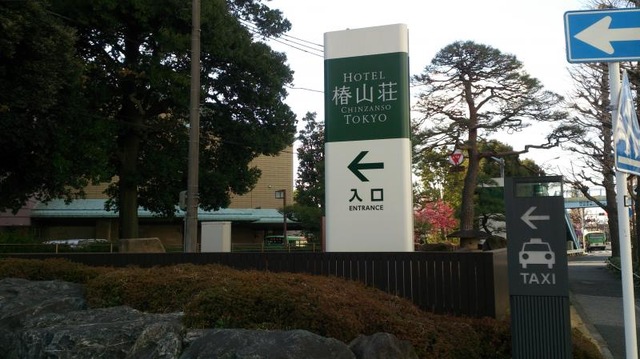 HOTEL
椿山荘
CHINZANSO
TOKYO
入口
ENTRANCE
TAXI